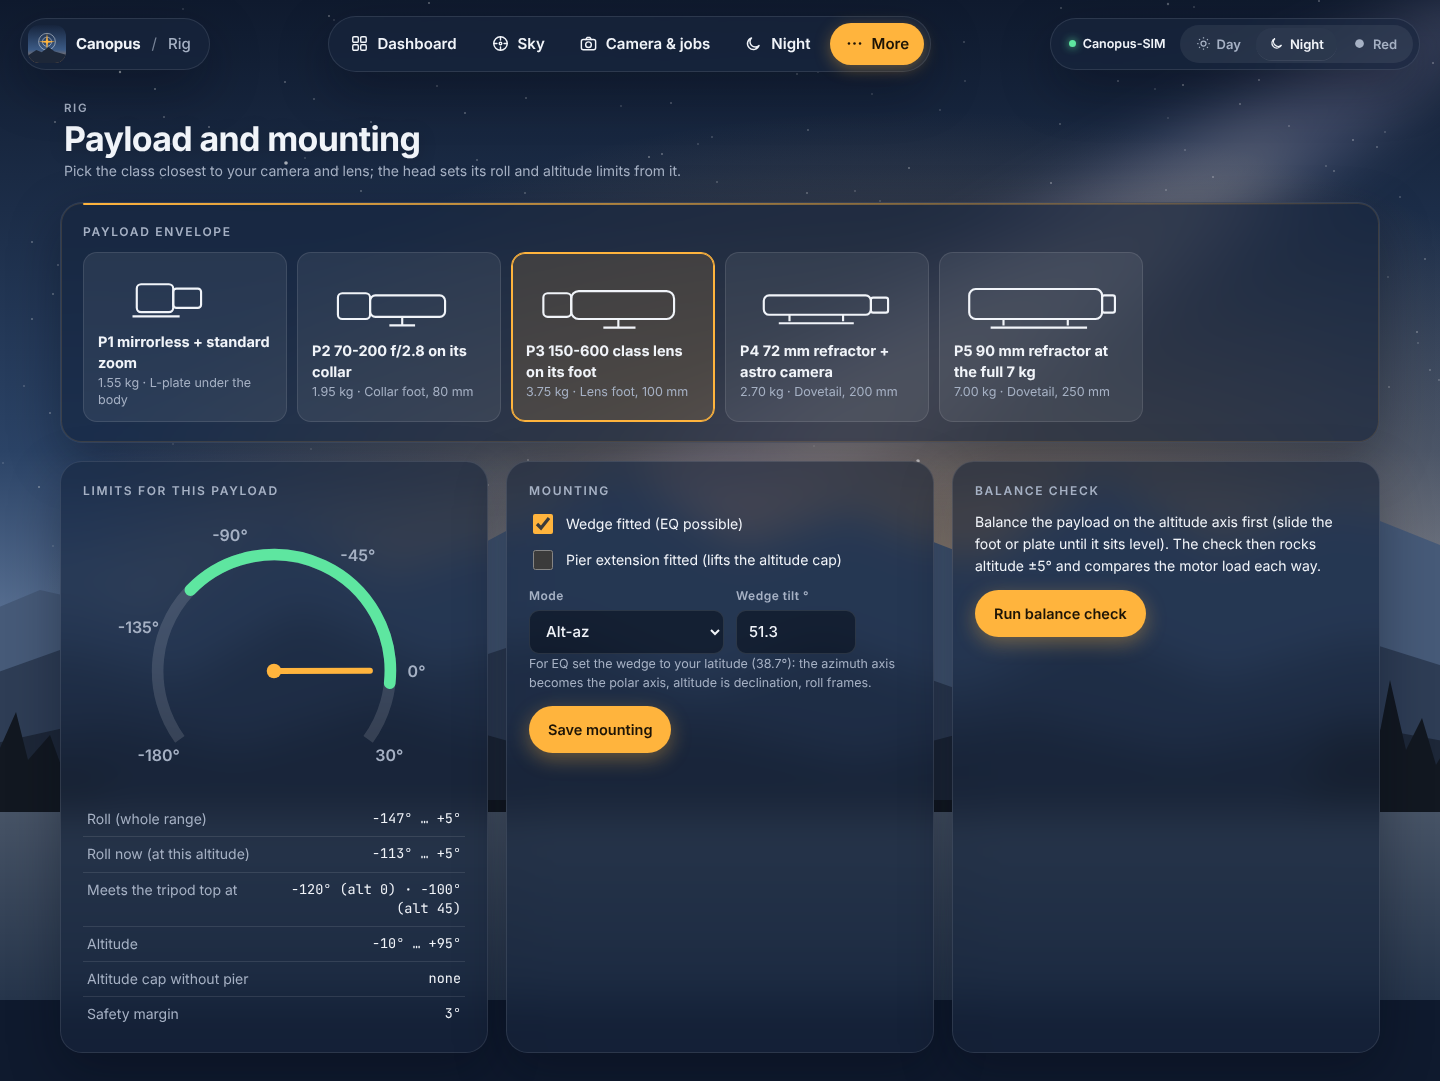 Canopus / Rig
Dashboard
Sky
Camera & jobs
Night
More
Canopus-SIM
Day
Night
Red
RIG
Payload and mounting
Pick the class closest to your camera and lens; the head sets its roll and altitude limits from it.
PAYLOAD ENVELOPE
P1 mirrorless + standard
zoom
1.55 kg · L-plate under the
body
P2 70-200 f/2.8 on its
collar
1.95 kg · Collar foot, 80 mm
P3 150-600 class lens
on its foot
3.75 kg · Lens foot, 100 mm
P4 72 mm refractor +
astro camera
2.70 kg · Dovetail, 200 mm
P5 90 mm refractor at
the full 7 kg
7.00 kg · Dovetail, 250 mm
LIMITS FOR THIS PAYLOAD
-90°
-45°
-135°
0°
-180°
30°
Roll (whole range) -147° … +5°
Roll now (at this altitude) -113° … +5°
Meets the tripod top at -120° (alt 0) · -100°
(alt 45)
Altitude -10° … +95°
Altitude cap without pier none
Safety margin 3°
MOUNTING
Wedge fitted (EQ possible)
Pier extension fitted (lifts the altitude cap)
Mode Wedge tilt °
Alt-az 51.3
For EQ set the wedge to your latitude (38.7°): the azimuth axis
becomes the polar axis, altitude is declination, roll frames.
Save mounting
BALANCE CHECK
Balance the payload on the altitude axis first (slide the
foot or plate until it sits level). The check then rocks
altitude ±5° and compares the motor load each way.
Run balance check